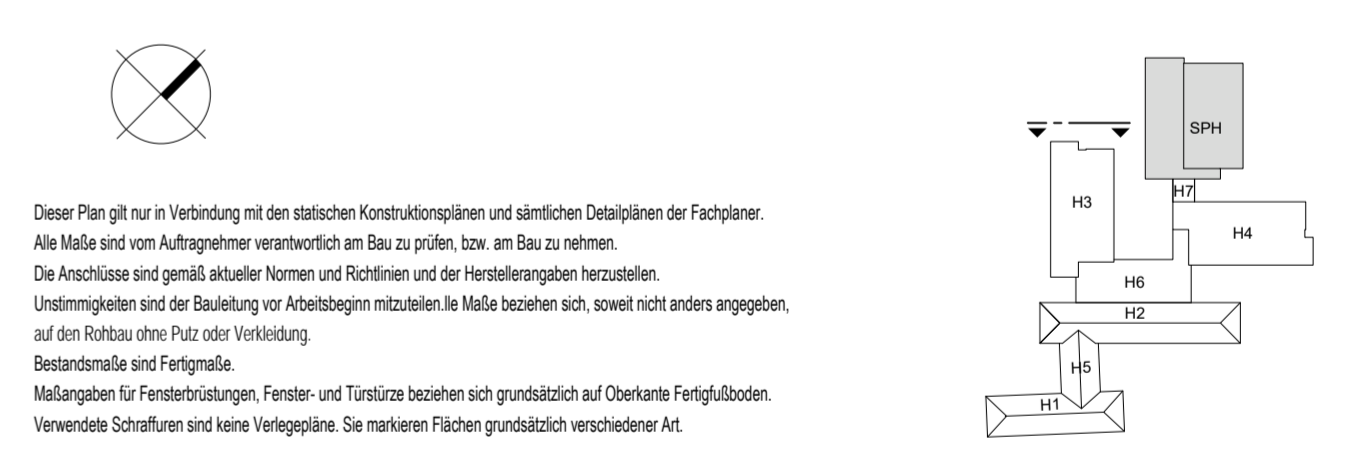 Dieser Plan gilt nur in Verbindung mit den statischen Konstruktionsplänen und sämtlichen Detailplänen der Fachplaner.
Alle Maße sind vom Auftragnehmer verantwortlich am Bau zu prüfen, bzw. am Bau zu nehmen.
Die Anschlüsse sind gemäß aktueller Normen und Richtlinien und der Herstellerangaben herzustellen.
Unstimmigkeiten sind der Bauleitung vor Arbeitsbeginn mitzuteilen.lle Maße beziehen sich, soweit nicht anders angegeben,
auf den Rohbau ohne Putz oder Verkleidung.
Bestandsmaße sind Fertigmaße.
Maßangaben für Fensterbrüstungen, Fenster- und Türstürze beziehen sich grundsätzlich auf Oberkante Fertigfußboden.
Verwendete Schraffuren sind keine Verlegepläne. Sie markieren Flächen grundsätzlich verschiedener Art.
SPH
H7
H3
H4
H6
H2
H5
H1